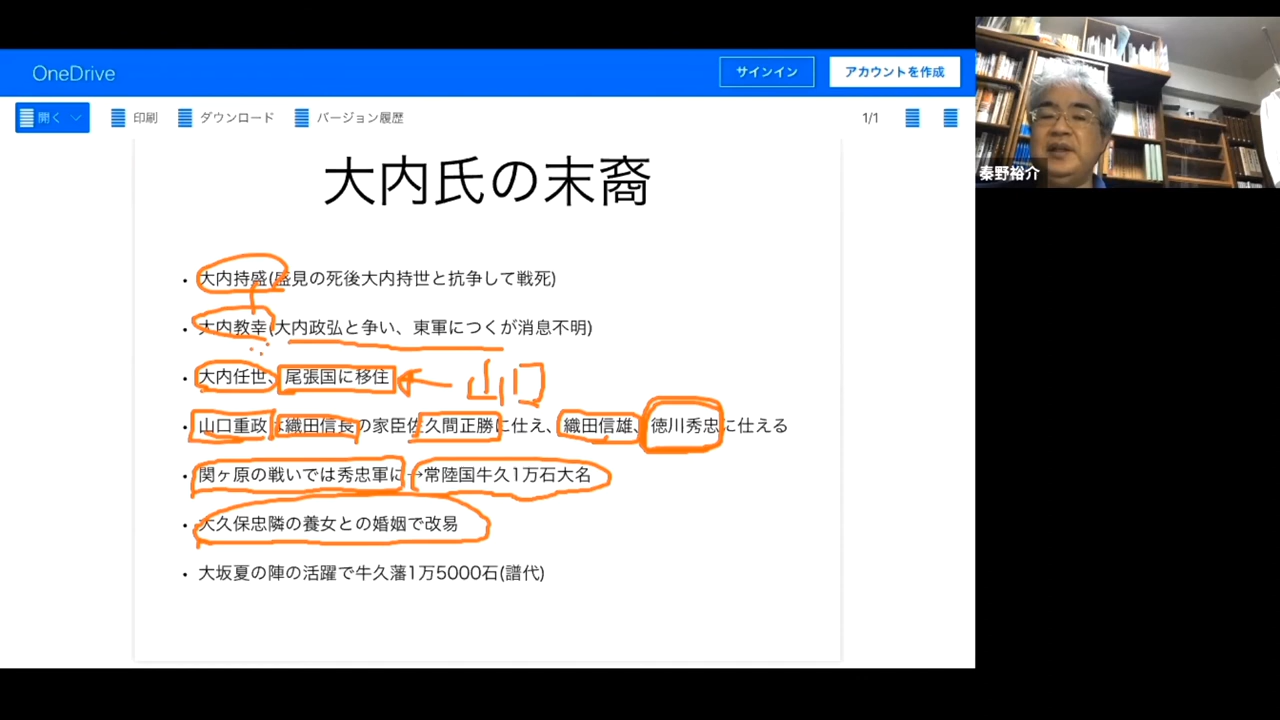 OneDrive
サインイン
アカウントを作成
開く
印刷
ダウンロード
バージョン履歴
1/1
秦野裕介
大内氏の末裔
・大内持盛(盛見の死後大内持世と抗争して戦死)
・大内教幸(大内政弘と争い、東軍につくが消息不明)
・大内任世、尾張国に移住
山口
・山口重政は織田信長の家臣佐久間正勝に仕え、織田信雄、徳川秀忠に仕える
・関ヶ原の戦いでは秀忠軍に→常陸国牛久1万石大名
・大久保忠隣の養女との婚姻で改易
・大坂夏の陣の活躍で牛久藩1万5000石(譜代)